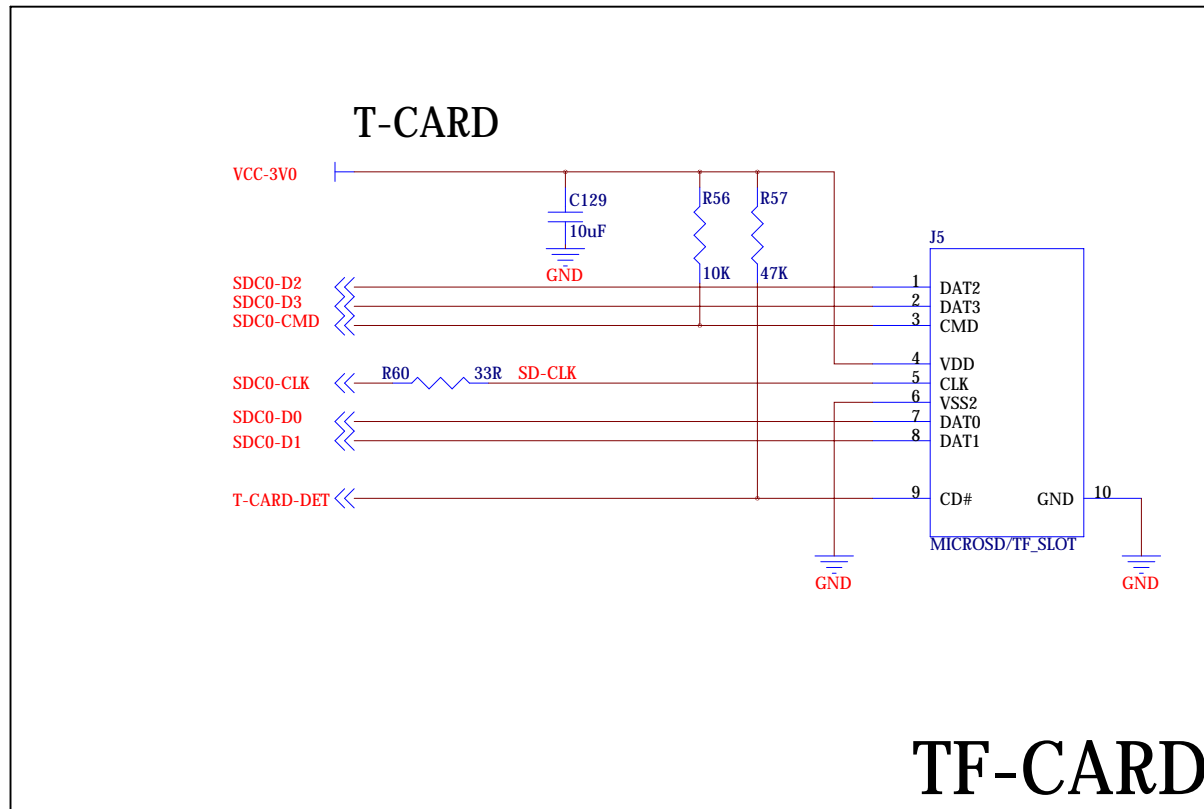 T-CARD
VCC-3V0
C129
10uF
GND
R56
10K
R57
47K
J5
SDC0-D2
1 DAT2
SDC0-D3
2 DAT3
SDC0-CMD
3 CMD
4 VDD
SDC0-CLK
R60 33R
SD-CLK
5 CLK
6 VSS2
SDC0-D0
7 DAT0
SDC0-D1
8 DAT1
T-CARD-DET
9 CD#
GND 10
MICROSD/TF_SLOT
GND
GND
TF-CARD